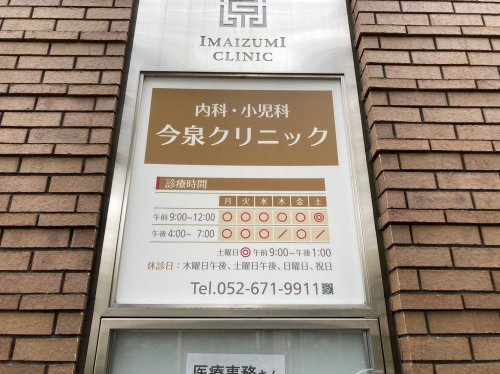 IMAIZUMI
CLINIC
内科・小児科
今泉クリニック
診療時間
月 火 水 木 金 土
午前 9:00~12:00 ○ ○ ○ ○ ○ ◎
午後 4:00~ 7:00 ○ ○ ○ / ○ /
土曜日 ◎ 午前 9:00~午後 1:00
休診日：木曜日午後、土曜日午後、日曜日、祝日
Tel.052-671-9911
医療事務さん